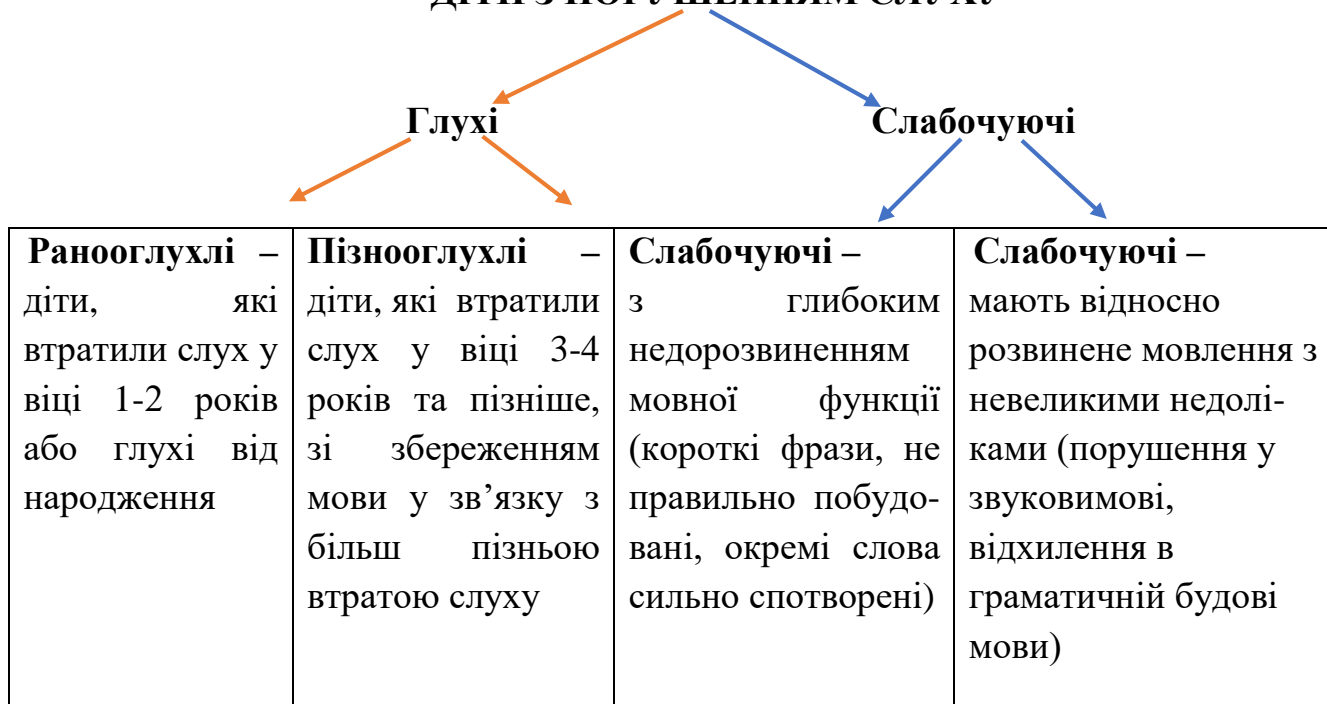 ДІТИ З ПОРУШЕННЯМ СЛУХУ
Глухі
Слабочуючі
Ранооглухлі –
діти, які
втратили слух у
віці 1-2 років
або глухі від
народження
Пізнооглухлі –
діти, які втратили
слух у віці 3-4
років та пізніше,
зі збереженням
мови у зв’язку з
більш пізньою
втратою слуху
Слабочуючі –
з глибоким
недорозвиненням
мовної функції
(короткі фрази, не
правильно побудо-
вані, окремі слова
сильно спотворені)
Слабочуючі –
мають відносно
розвинене мовлення з
невеликими недолі-
ками (порушення у
звуковимові,
відхилення в
граматичній будові
мови)